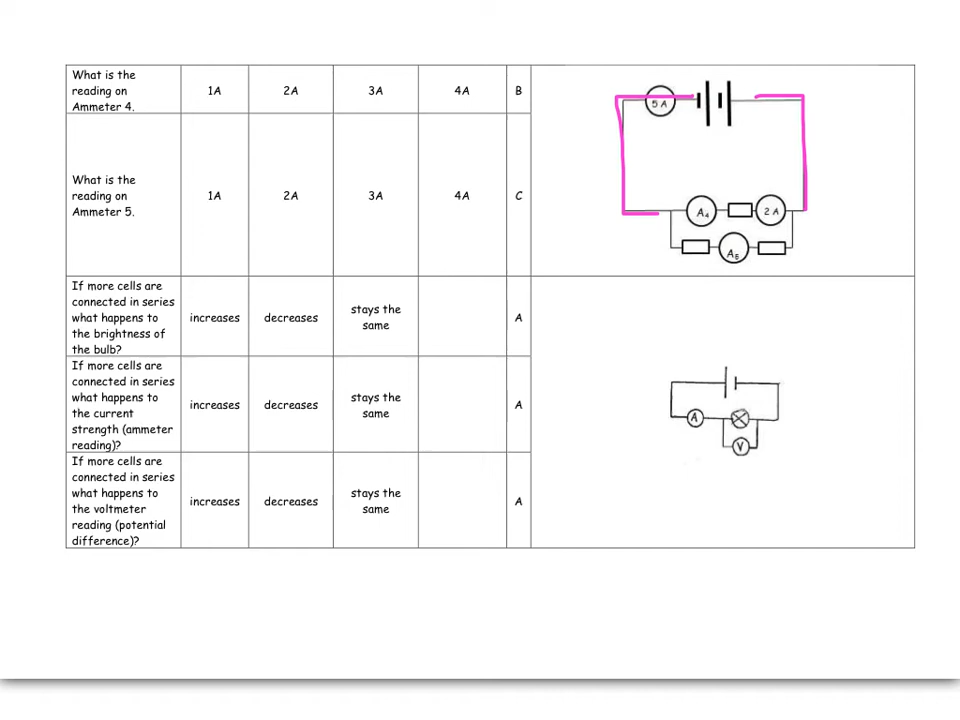 What is the
reading on
Ammeter 4.
1A
2A
3A
4A
B
5 A
What is the
reading on
Ammeter 5.
1A
2A
3A
4A
C
A4
2 A
A5
If more cells are
connected in series
what happens to
the brightness of
the bulb?
increases
decreases
stays the
same
A
If more cells are
connected in series
what happens to
the current
strength (ammeter
reading)?
increases
decreases
stays the
same
A
A
V
If more cells are
connected in series
what happens to
the voltmeter
reading (potential
difference)?
increases
decreases
stays the
same
A